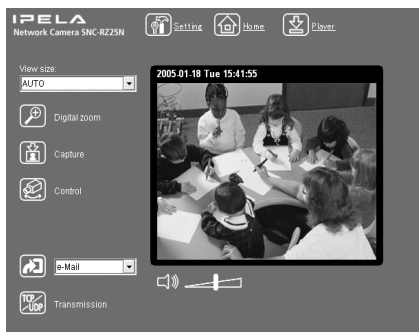 IPELA
Network Camera SNC-RZ25N
Setting
Home
Player
View size:
AUTO
2005-01-18 Tue 15:41:55
Digital zoom
Capture
Control
e-Mail
TCP/UDP
Transmission